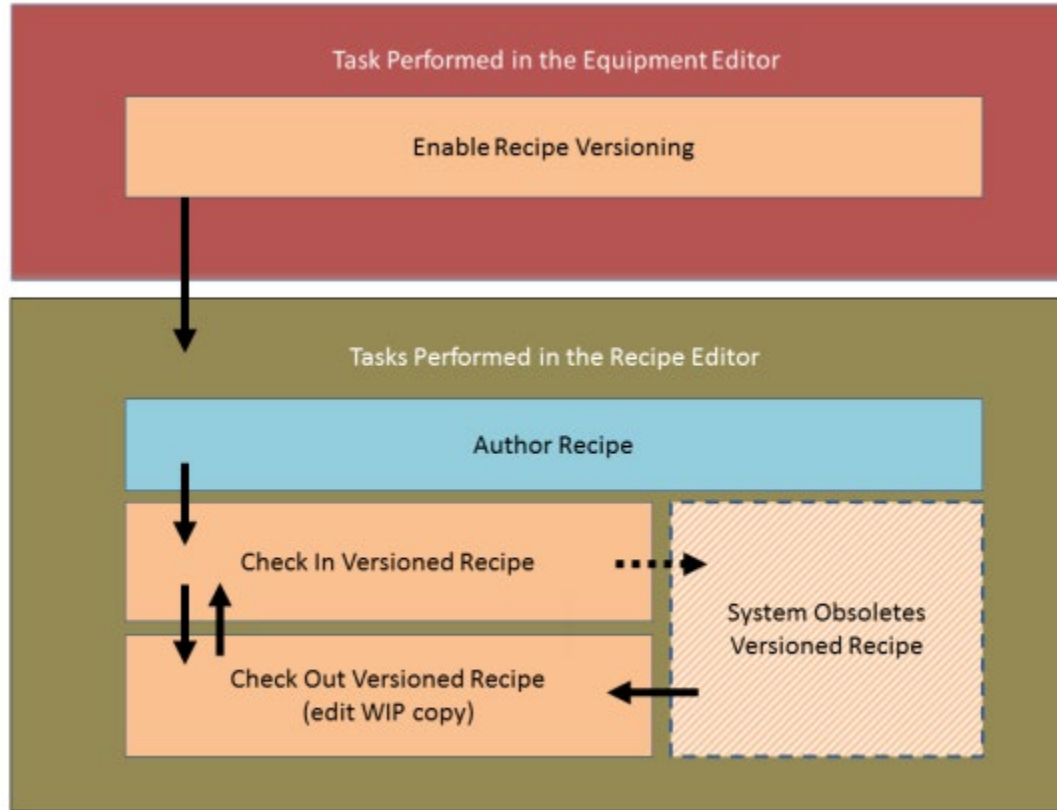 Task Performed in the Equipment Editor
Enable Recipe Versioning
Tasks Performed in the Recipe Editor
Author Recipe
Check In Versioned Recipe
System Obsoletes
Versioned Recipe
Check Out Versioned Recipe
(edit WIP copy)